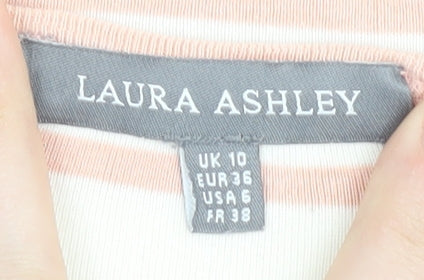 LAURA ASHLEY
UK 10
EUR 36
USA 6
FR 38